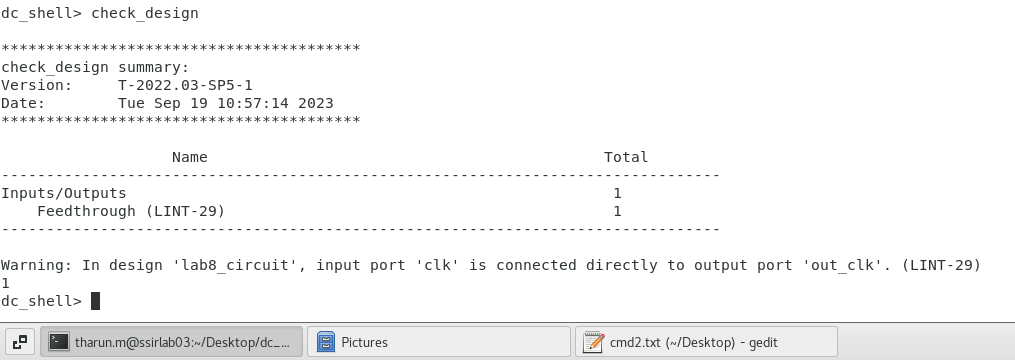 dc_shell> check_design
****************************************
check_design summary:
Version:     T-2022.03-SP5-1
Date:        Tue Sep 19 10:57:14 2023
****************************************
Name                                            Total
--------------------------------------------------------------------------------
Inputs/Outputs                                                      1
    Feedthrough (LINT-29)                                           1
--------------------------------------------------------------------------------
Warning: In design 'lab8_circuit', input port 'clk' is connected directly to output port 'out_clk'. (LINT-29)
1
dc_shell>
tharun.m@ssirlab03:~/Desktop/dc_... Pictures cmd2.txt (~/Desktop) - gedit